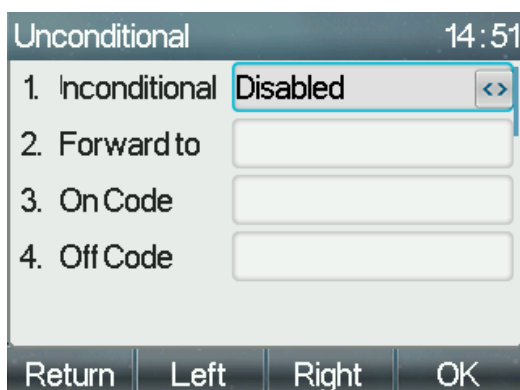 Unconditional 14:51
1. Inconditional Disabled <>
2. Forward to
3. On Code
4. Off Code
Return Left Right OK